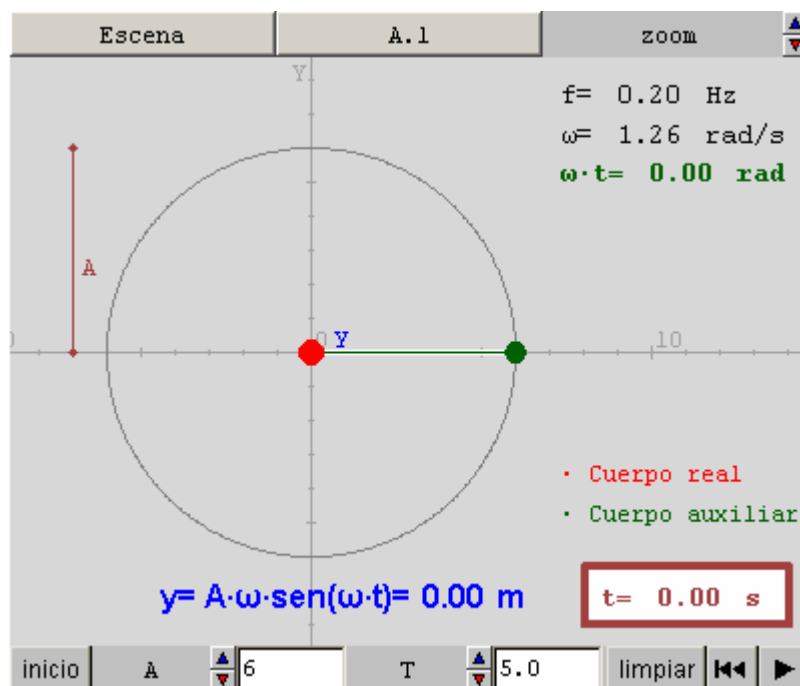 Escena A.1 zoom
Y
f= 0.20 Hz
ω= 1.26 rad/s
ω·t= 0.00 rad
A
0 0 Y 10
· Cuerpo real
· Cuerpo auxiliar
y= A·ω·sen(ω·t)= 0.00 m
t= 0.00 s
inicio A 6 T 5.0 limpiar